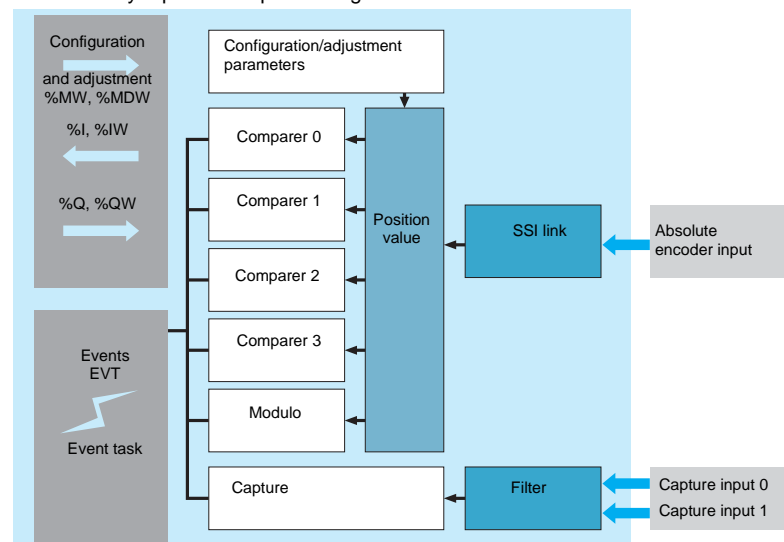 Configuration
and adjustment
%MW, %MDW
%I, %IW
%Q, %QW
Events
EVT
Event task
Configuration/adjustment
parameters
Comparer 0
Comparer 1
Comparer 2
Comparer 3
Modulo
Capture
Position
value
SSI link
Filter
Absolute
encoder input
Capture input 0
Capture input 1